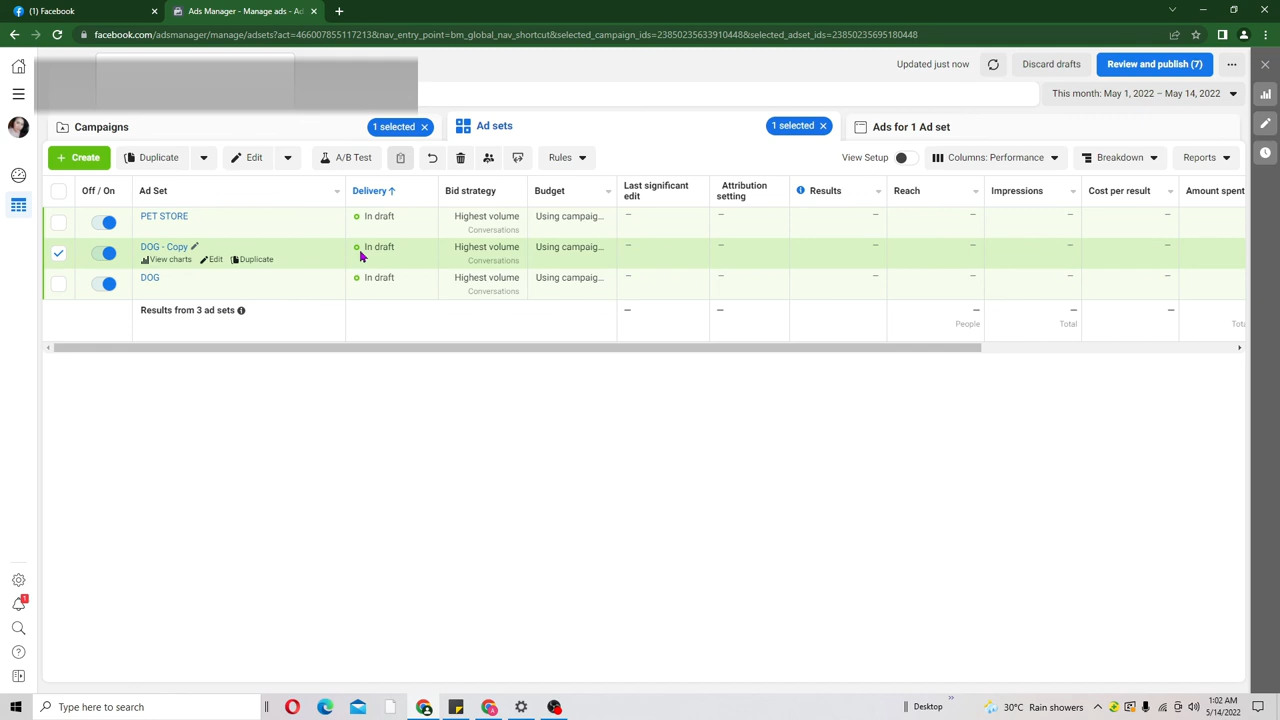 (1) Facebook
Ads Manager - Manage ads - Ad
facebook.com/adsmanager/manage/adsets?act=466007855117213&nav_entry_point=bm_global_nav_shortcut&selected_campaign_ids=23850235633910448&selected_adset_ids=23850235695180448
Updated just now
Discard drafts
Review and publish (7)
This month: May 1, 2022 – May 14, 2022
Campaigns
1 selected
Ad sets
1 selected
Ads for 1 Ad set
+ Create
Duplicate
Edit
A/B Test
Rules
View Setup
Columns: Performance
Breakdown
Reports
Off / On
Ad Set
Delivery
Bid strategy
Budget
Last significant
edit
Attribution
setting
Results
Reach
Impressions
Cost per result
Amount spent
PET STORE
In draft
Highest volume
Conversations
Using campaig...
DOG - Copy
View charts
Edit
Duplicate
In draft
Highest volume
Conversations
Using campaig...
DOG
In draft
Highest volume
Conversations
Using campaig...
Results from 3 ad sets
People
Total
Tota
1
Type here to search
Desktop
30°C Rain showers
1:02 AM
5/14/2022